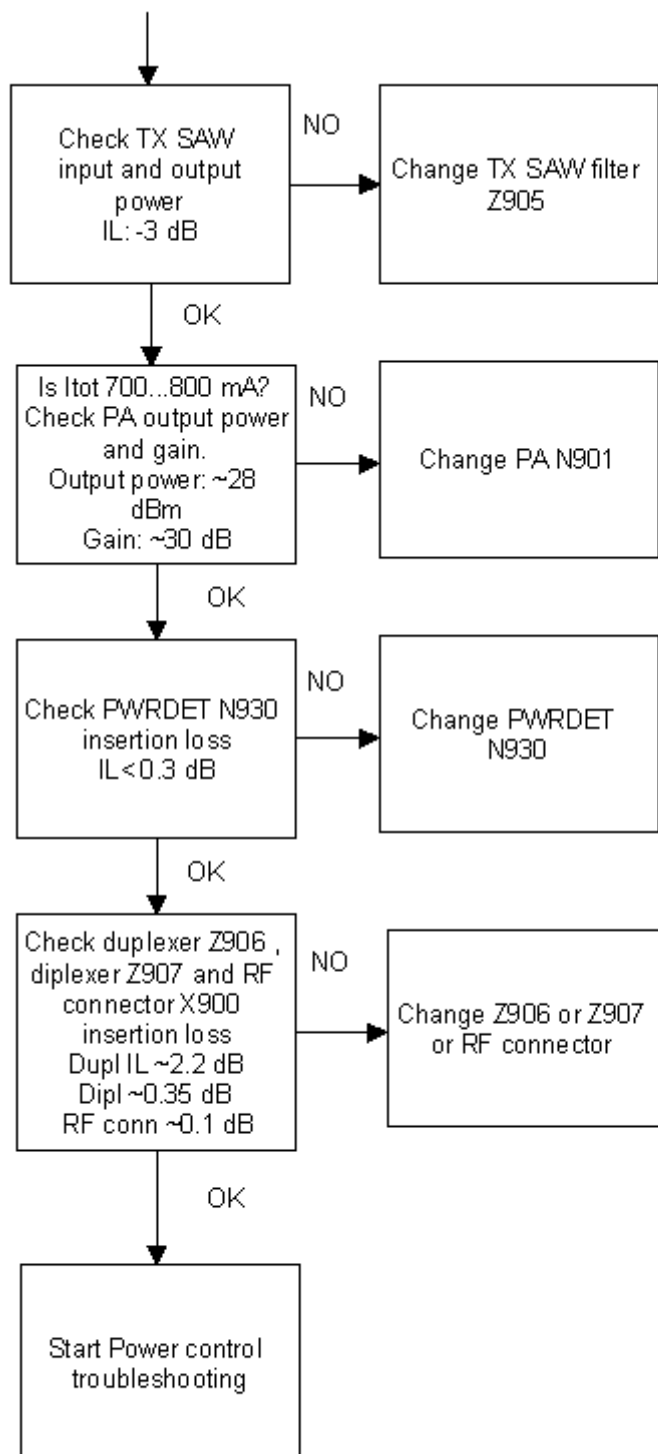 Check TX SAW
input and output
power
IL: -3 dB
NO
Change TX SAW filter
Z905
OK
Is Itot 700...800 mA?
Check PA output power
and gain.
Output power: ~28
dBm
Gain: ~30 dB
NO
Change PA N901
OK
Check PWRDET N930
insertion loss
IL<0.3 dB
NO
Change PWRDET
N930
OK
Check duplexer Z906 ,
diplexer Z907 and RF
connector X900
insertion loss
Dupl IL ~2.2 dB
Dipl ~0.35 dB
RF conn ~0.1 dB
NO
Change Z906 or Z907
or RF connector
OK
Start Power control
troubleshooting